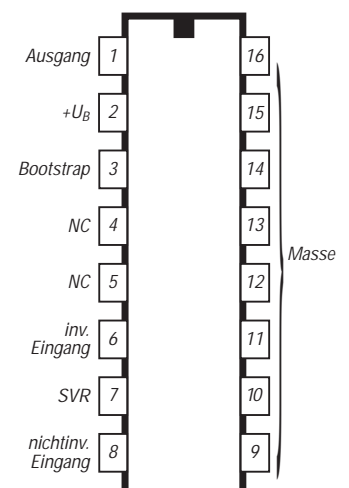 Ausgang 1 16
+UB 2 15
Bootstrap 3 14
NC 4 13
Masse
NC 5 12
inv.
Eingang 6 11
SVR 7 10
nichtinv.
Eingang 8 9